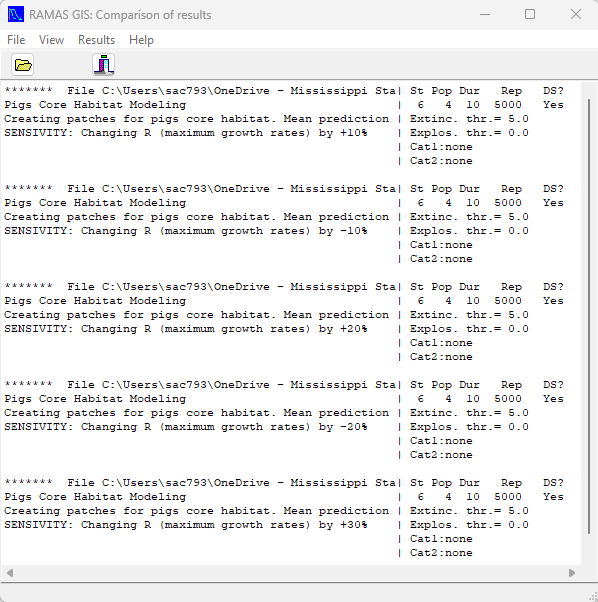 RAMAS GIS: Comparison of results
File View Results Help
******* File C:\Users\sac793\OneDrive - Mississippi Sta| St Pop Dur Rep DS?
Pigs Core Habitat Modeling | 6 4 10 5000 Yes
Creating patches for pigs core habitat. Mean prediction | Extinc. thr.= 5.0
SENSIVITY: Changing R (maximum growth rates) by +10% | Explos. thr.= 0.0
| Cat1:none
| Cat2:none
******* File C:\Users\sac793\OneDrive - Mississippi Sta| St Pop Dur Rep DS?
Pigs Core Habitat Modeling | 6 4 10 5000 Yes
Creating patches for pigs core habitat. Mean prediction | Extinc. thr.= 5.0
SENSIVITY: Changing R (maximum growth rates) by -10% | Explos. thr.= 0.0
| Cat1:none
| Cat2:none
******* File C:\Users\sac793\OneDrive - Mississippi Sta| St Pop Dur Rep DS?
Pigs Core Habitat Modeling | 6 4 10 5000 Yes
Creating patches for pigs core habitat. Mean prediction | Extinc. thr.= 5.0
SENSIVITY: Changing R (maximum growth rates) by +20% | Explos. thr.= 0.0
| Cat1:none
| Cat2:none
******* File C:\Users\sac793\OneDrive - Mississippi Sta| St Pop Dur Rep DS?
Pigs Core Habitat Modeling | 6 4 10 5000 Yes
Creating patches for pigs core habitat. Mean prediction | Extinc. thr.= 5.0
SENSIVITY: Changing R (maximum growth rates) by -20% | Explos. thr.= 0.0
| Cat1:none
| Cat2:none
******* File C:\Users\sac793\OneDrive - Mississippi Sta| St Pop Dur Rep DS?
Pigs Core Habitat Modeling | 6 4 10 5000 Yes
Creating patches for pigs core habitat. Mean prediction | Extinc. thr.= 5.0
SENSIVITY: Changing R (maximum growth rates) by +30% | Explos. thr.= 0.0
| Cat1:none
| Cat2:none